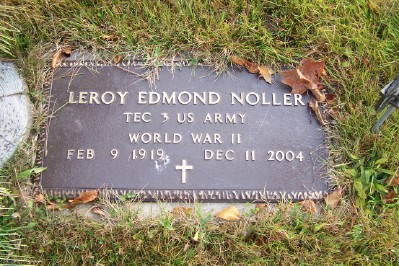 LEROY EDMOND NOLLER
TEC 3 US ARMY
WORLD WAR II
FEB 9 1919 DEC 11 2004